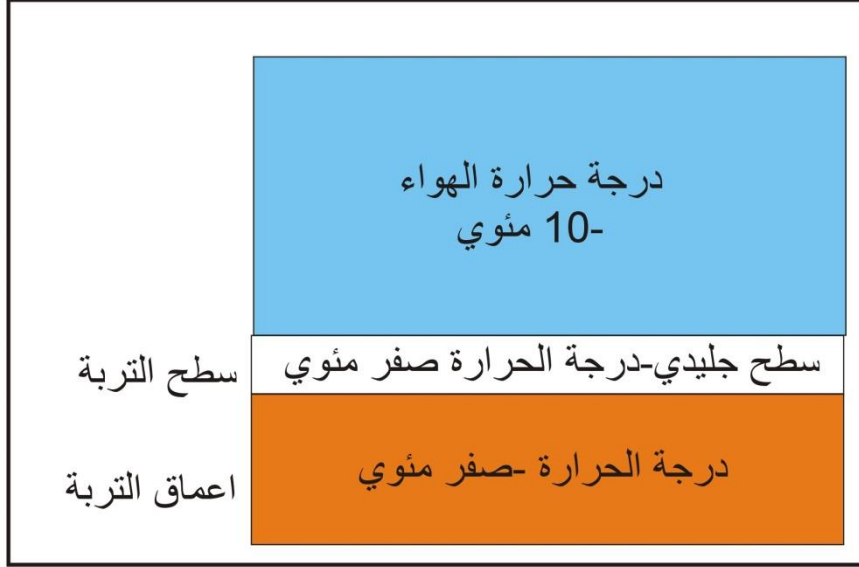 درجة حرارة الهواء
-10 مئوي
سطح جليدي-درجة الحرارة صفر مئوي
سطح التربة
درجة الحرارة -صفر مئوي
اعماق التربة